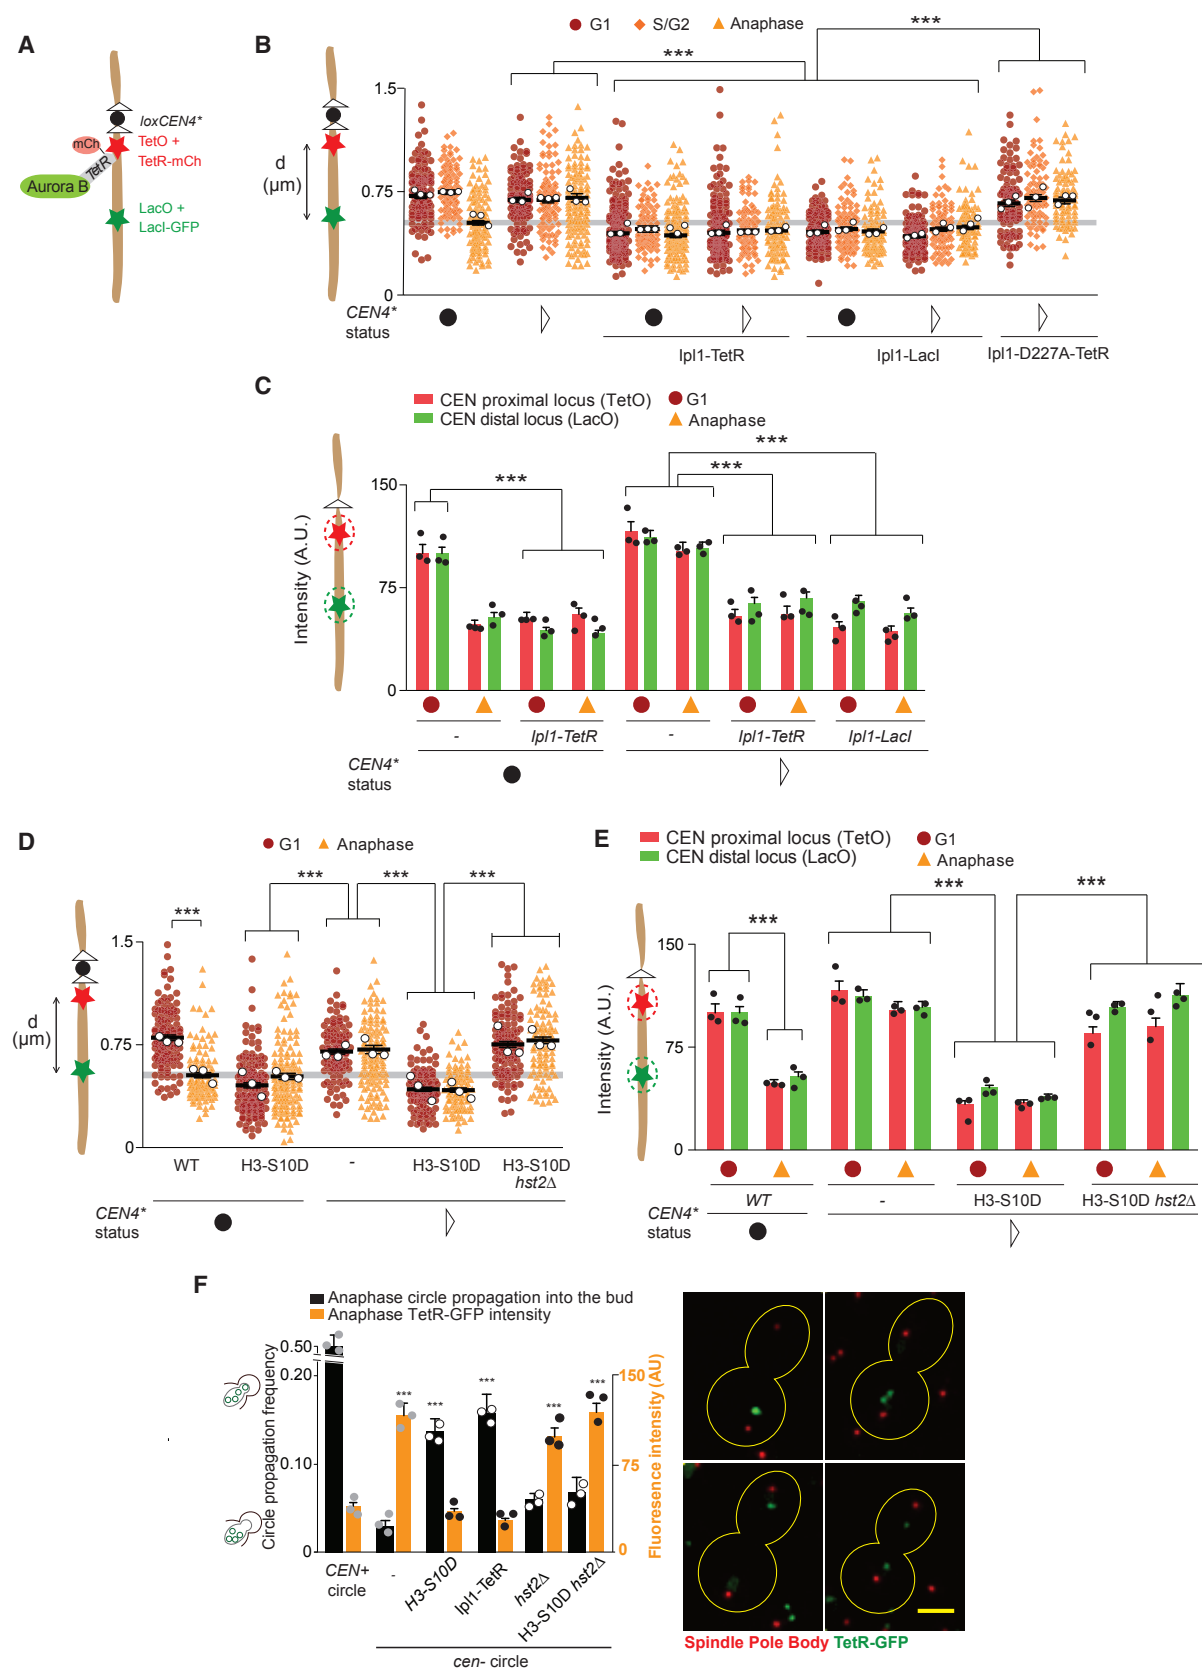 A
loxCEN4*
mCh
TetR
Aurora B
TetO +
TetR-mCh
LacO +
LacI-GFP
B
G1
S/G2
Anaphase
***
***
d
(µm)
1.5
0.75
0
CEN4*
status
Ipl1-TetR
Ipl1-LacI
Ipl1-D227A-TetR
C
CEN proximal locus (TetO)
G1
CEN distal locus (LacO)
Anaphase
***
***
***
Intensity (A.U.)
150
75
0
-
Ipl1-TetR
-
Ipl1-TetR
Ipl1-LacI
CEN4*
status
D
G1
Anaphase
***
***
***
***
d
(µm)
1.5
0.75
0
WT
H3-S10D
-
H3-S10D
H3-S10D
hst2Δ
CEN4*
status
E
CEN proximal locus (TetO)
G1
CEN distal locus (LacO)
Anaphase
***
***
***
Intensity (A.U.)
150
75
0
WT
-
H3-S10D
H3-S10D hst2Δ
CEN4*
status
F
Anaphase circle propagation into the bud
Anaphase TetR-GFP intensity
Circle propagation frequency
0.50
0.20
0.10
0
***
***
***
***
***
150
75
0
Fluoresence intensity (AU)
CEN+
circle
-
H3-S10D
Ipl1-TetR
hst2Δ
H3-S10D hst2Δ
cen- circle
Spindle Pole Body TetR-GFP